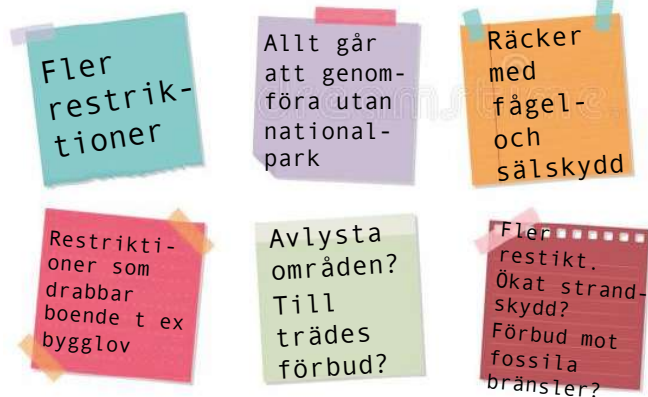 Fler
restrik-
tioner
Allt går
att genom-
föra utan
national-
park
Räcker
med
fågel-
och
sälskydd
Restrikti-
oner som
drabbar
boende t ex
bygglov
Avlysta
områden?
Till
trädes
förbud?
Fler
restikt.
Ökat strand-
skydd?
Förbud mot
fossila
bränsler?